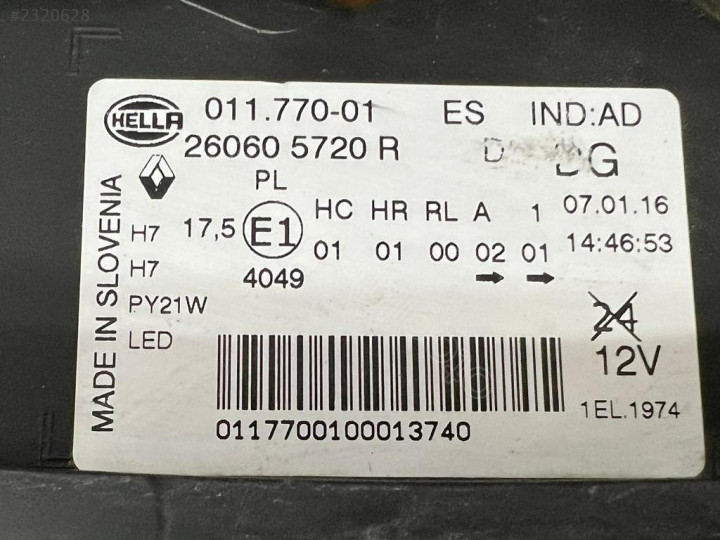 #2320628
HELLA 011.770-01 ES IND:AD
26060 5720 R D G
PL
HC HR RL A 1 07.01.16
H7 17,5 E1 01 01 00 02 01 14:46:53
H7 4049
PY21W 24
LED 12V
MADE IN SLOVENIA
1EL.1974
0117700100013740